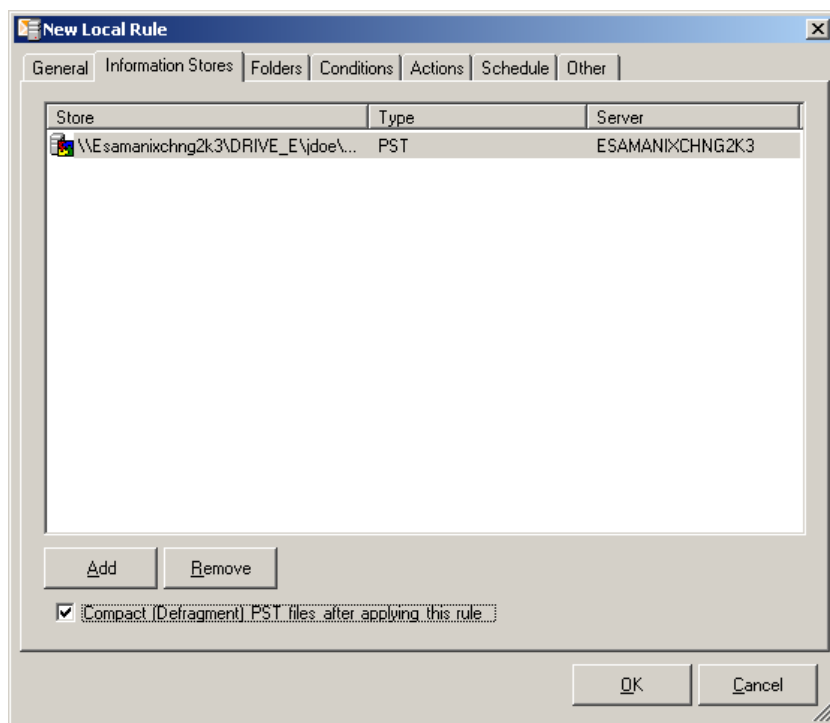 New Local Rule
General Information Stores Folders Conditions Actions Schedule Other
Store Type Server
\\Esamanixchng2k3\DRIVE_E\jdoe\... PST ESAMANIXCHNG2K3
Add Remove
Compact (Defragment) PST files after applying this rule
OK Cancel